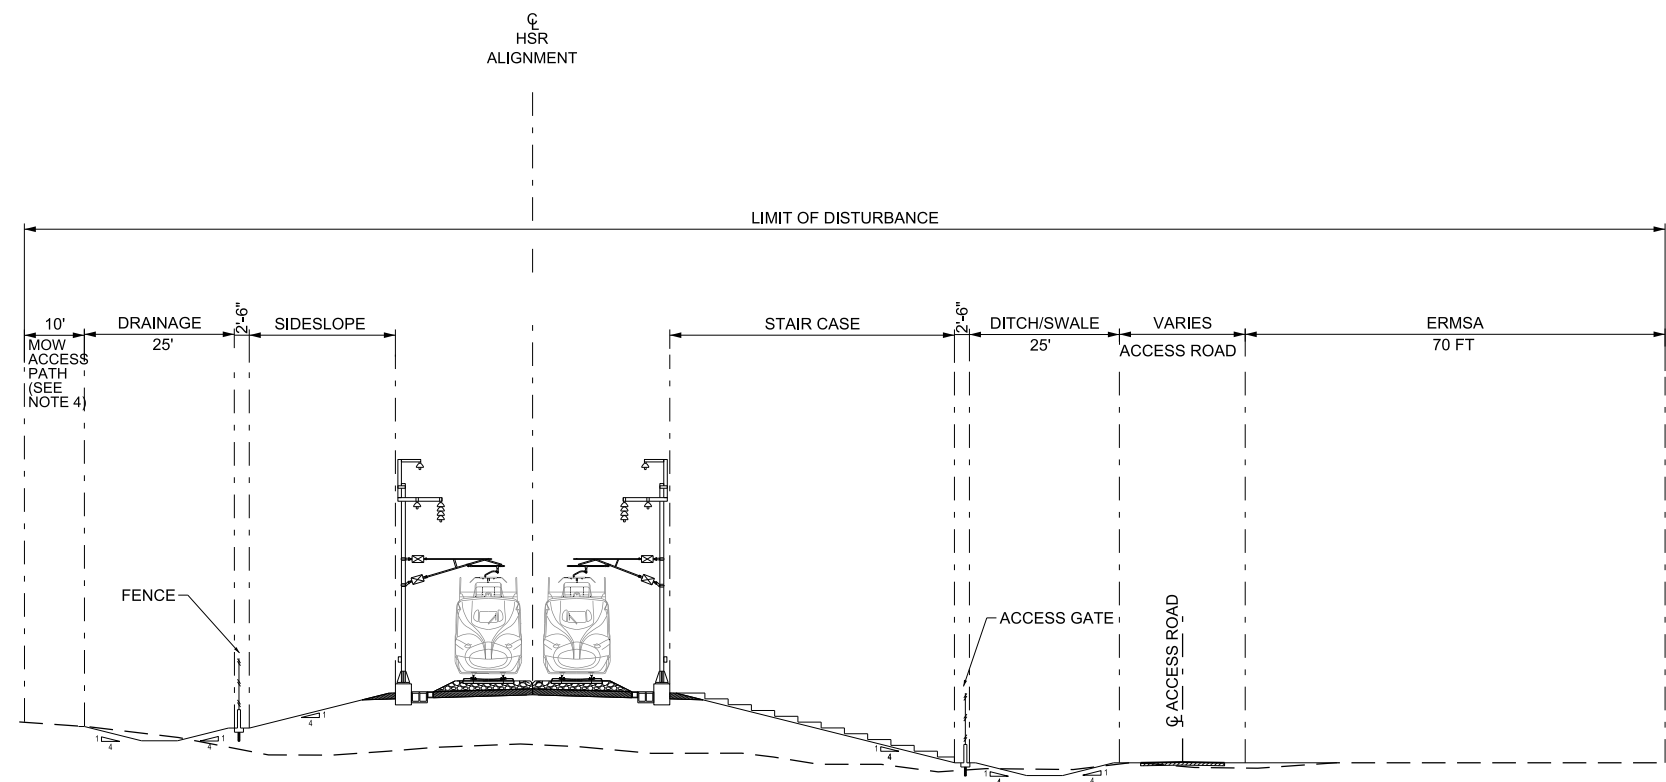 ℄
HSR
ALIGNMENT
LIMIT OF DISTURBANCE
10'
DRAINAGE
2'-6"
SIDESLOPE
STAIR CASE
2'-6"
DITCH/SWALE
VARIES
ERMSA
25'
25'
ACCESS ROAD
70 FT
MOW
ACCESS
PATH
(SEE
NOTE 4)
FENCE
ACCESS GATE
℄ ACCESS ROAD
1
4
1
4
1
4
1
4
1
4
1
4